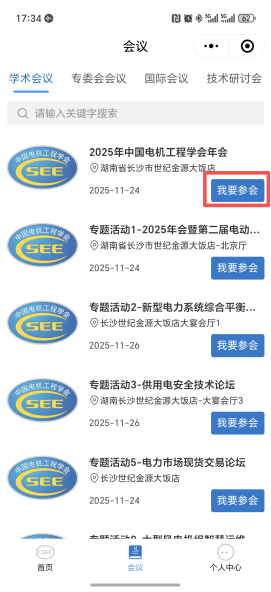 17:34
62
会议
学术会议 专委会会议 国际会议 技术研讨会
请输入关键字搜索
中国电机工程学会
CSEE
2025年中国电机工程学会年会
湖南省长沙市世纪金源大饭店
2025-11-24
我要参会
中国电机工程学会
CSEE
专题活动1-2025年会暨第二届电动...
湖南省长沙市世纪金源大饭店-北京厅
2025-11-24
我要参会
中国电机工程学会
CSEE
专题活动2-新型电力系统综合平衡...
长沙世纪金源大饭店大宴会厅1
2025-11-26
我要参会
中国电机工程学会
CSEE
专题活动3-供用电安全技术论坛
湖南长沙世纪金源大饭店-大宴会厅3
2025-11-26
我要参会
中国电机工程学会
CSEE
专题活动5-电力市场现货交易论坛
长沙世纪金源大饭店
2025-11-24
我要参会
CSEE
首页
会议
个人中心